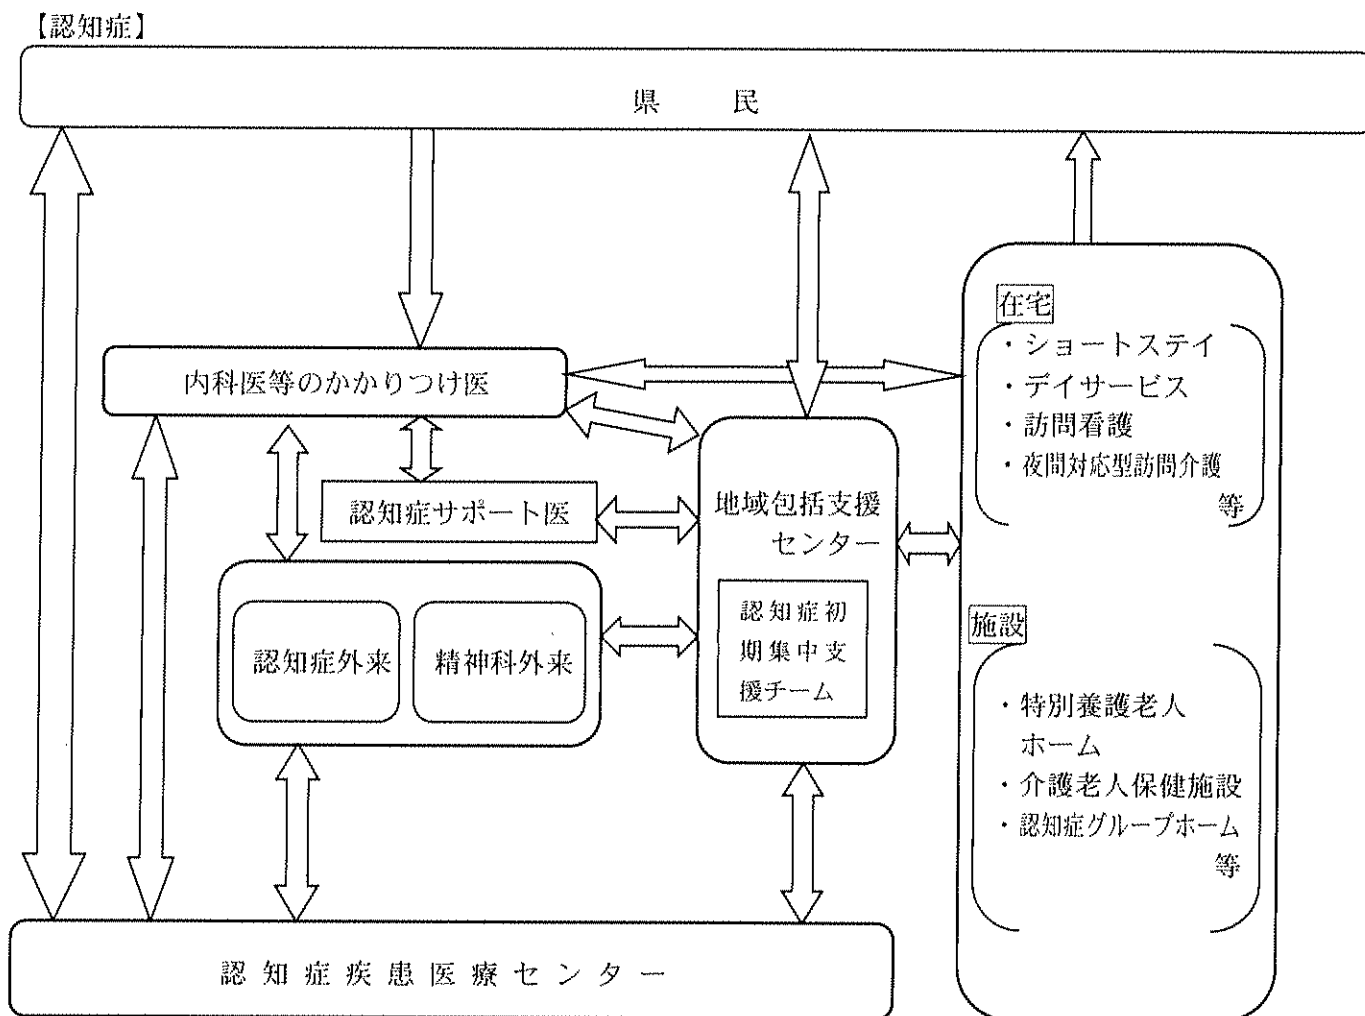 【認知症】
県 民
内科医等のかかりつけ医
認知症サポート医
認知症外来
精神科外来
地域包括支援
センター
認知症初
期集中支
援チーム
在宅
・ショートステイ
・デイサービス
・訪問看護
・夜間対応型訪問介護
等
施設
・特別養護老人
ホーム
・介護老人保健施設
・認知症グループホーム
等
認知症疾患医療センター